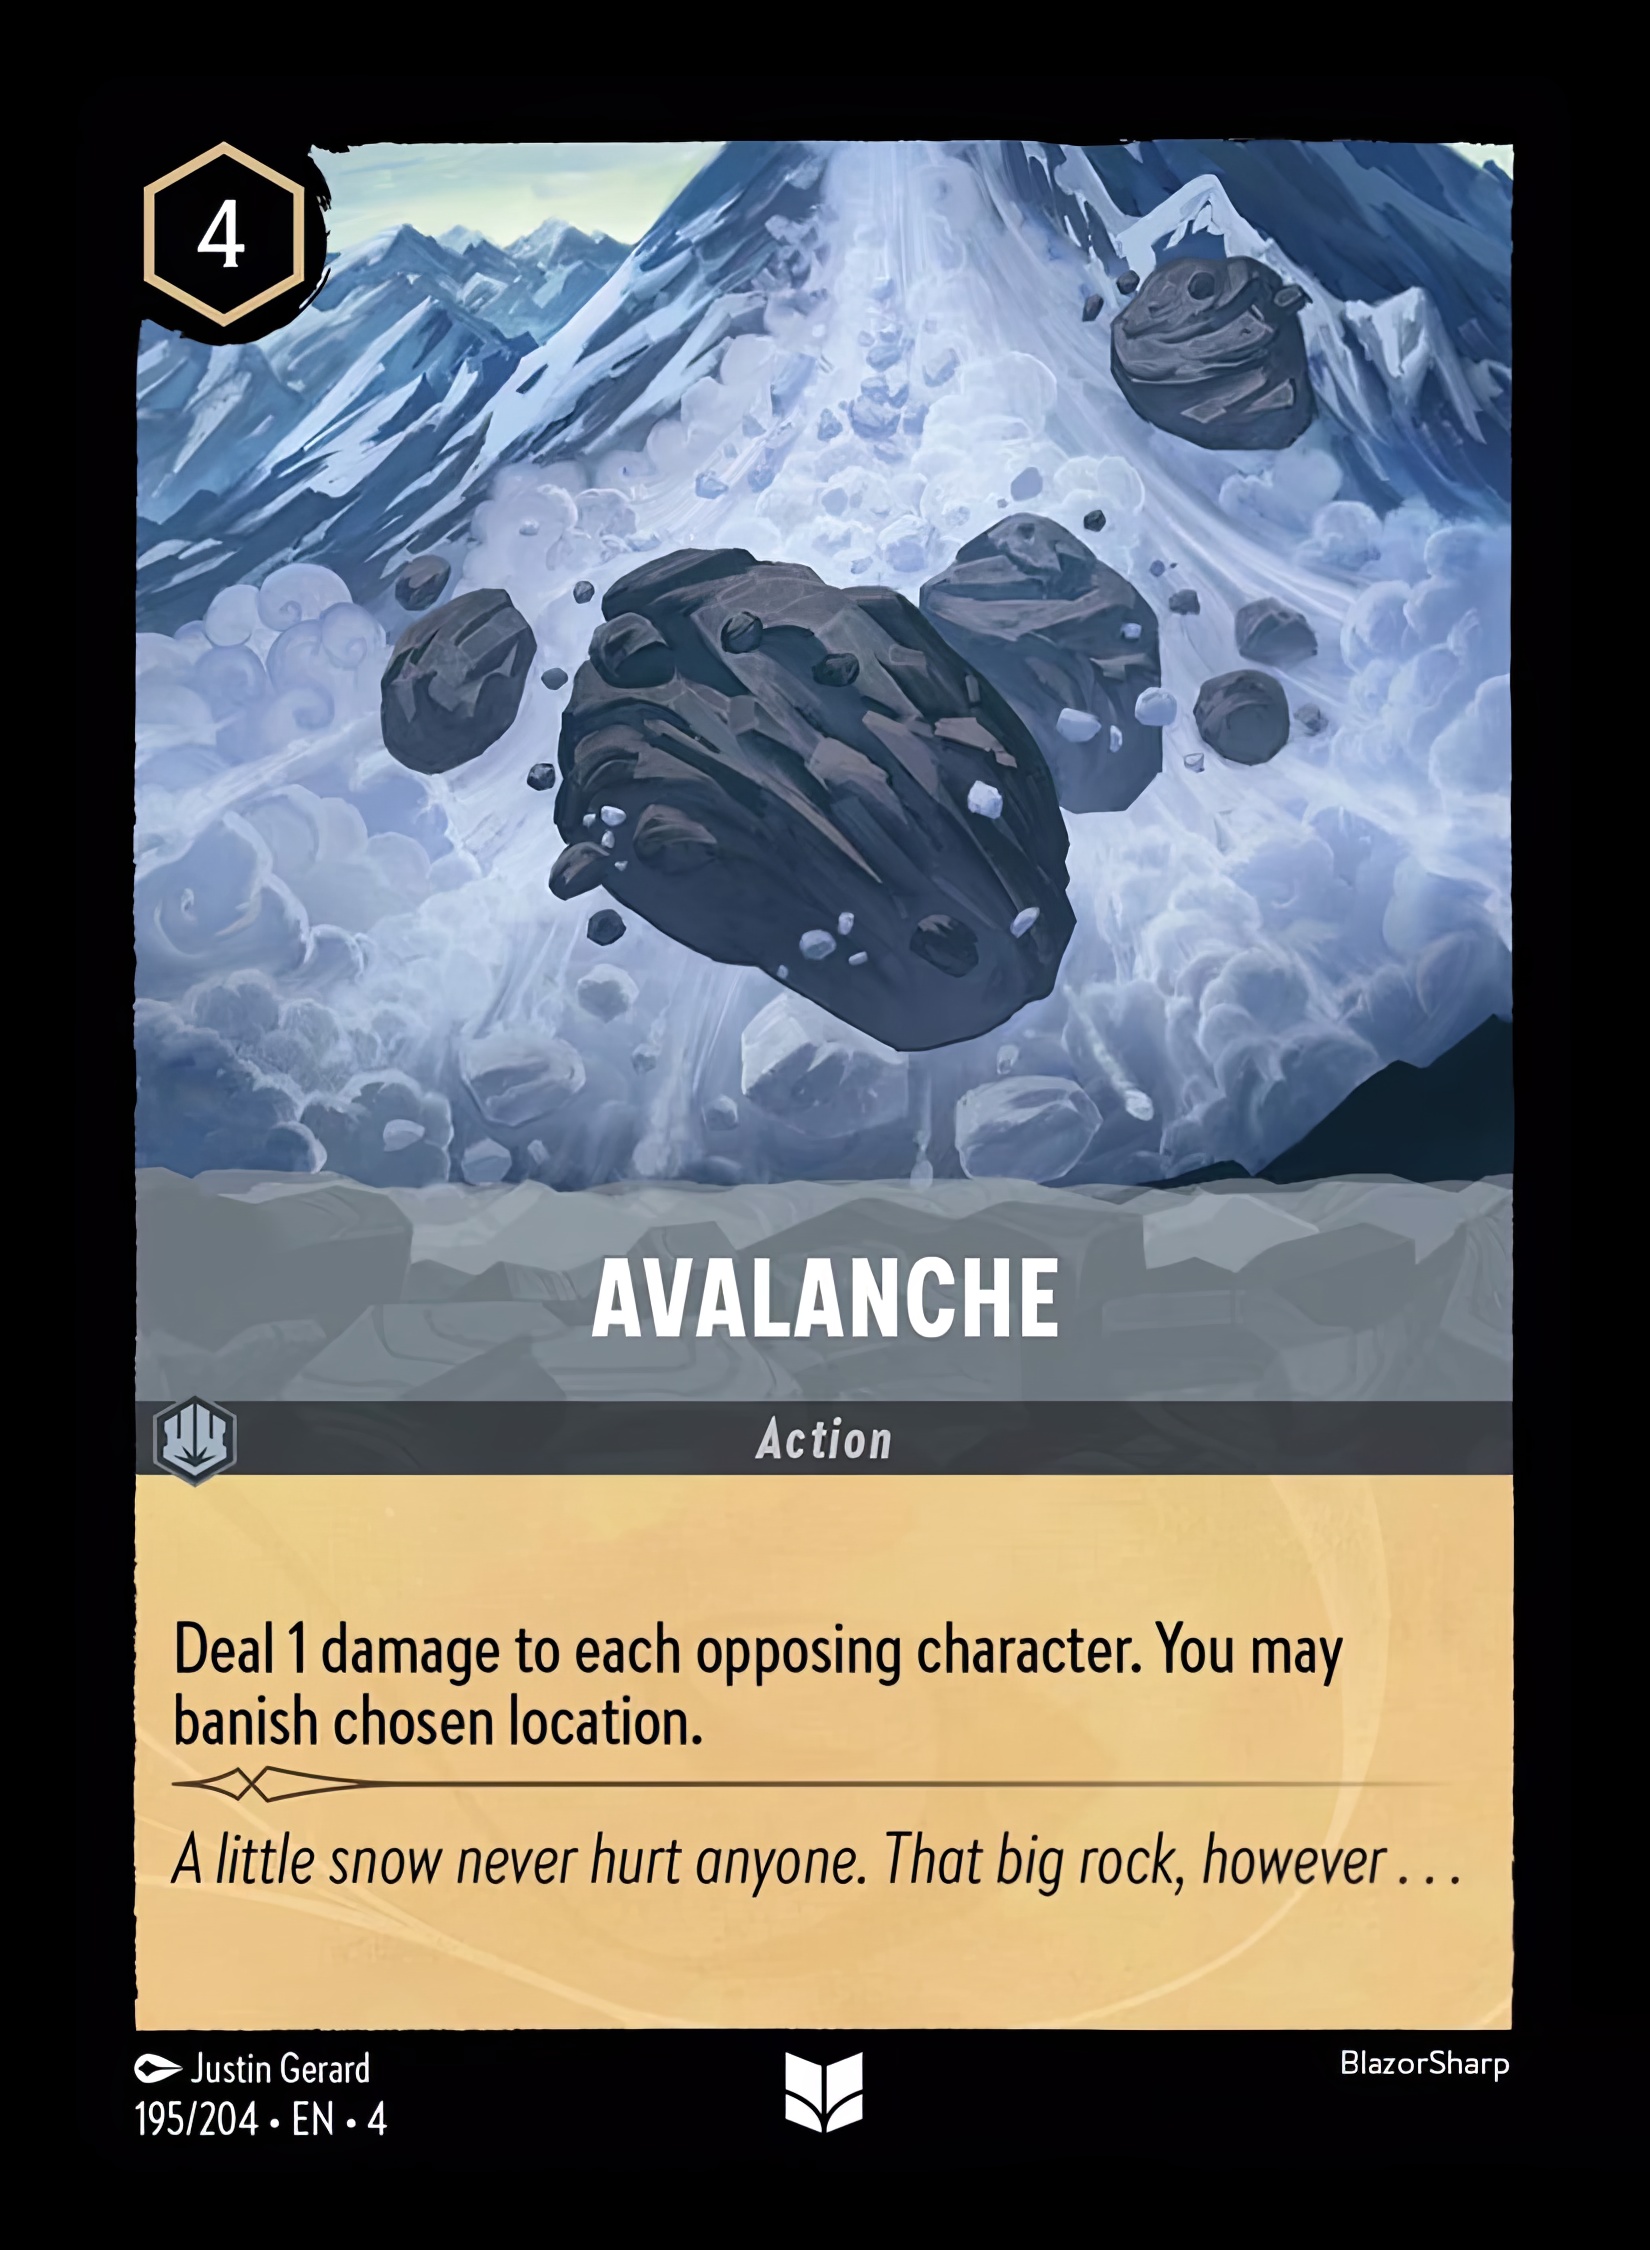 4
AVALANCHE
Action
Deal 1 damage to each opposing character. You may
banish chosen location.
A little snow never hurt anyone. That big rock, however . . .
Justin Gerard
BlazorSharp
195/204 • EN • 4